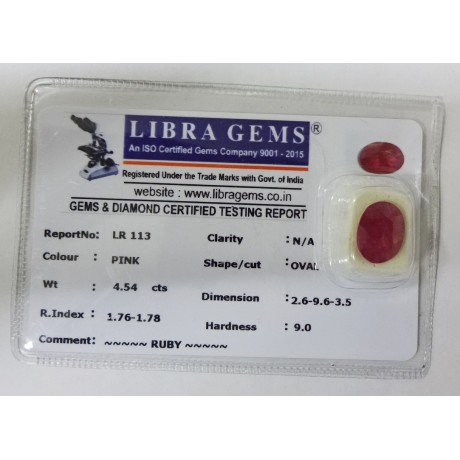 LIBRA GEMS®
An ISO Certified Gems Company 9001 - 2015
Registered Under the Trade Marks with Govt. of India
website : www.libragems.co.in
GEMS & DIAMOND CERTIFIED TESTING REPORT
ReportNo: LR 113 Clarity : N/A
Colour : PINK Shape/cut : OVAL
Wt : 4.54 cts Dimension : 2.6-9.6-3.5
R.Index : 1.76-1.78 Hardness : 9.0
Comment: ~~~~~ RUBY ~~~~~